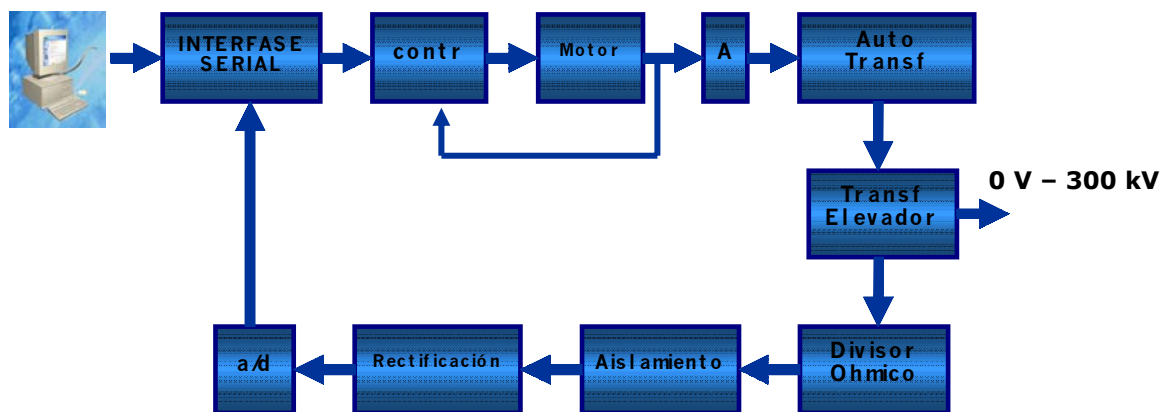 INTERFASE
SERIAL
contr
Motor
A
Auto
Transf
Transf
Elevador
0 V – 300 kV
a/d
Rectificación
Aislamiento
Divisor
Ohmico